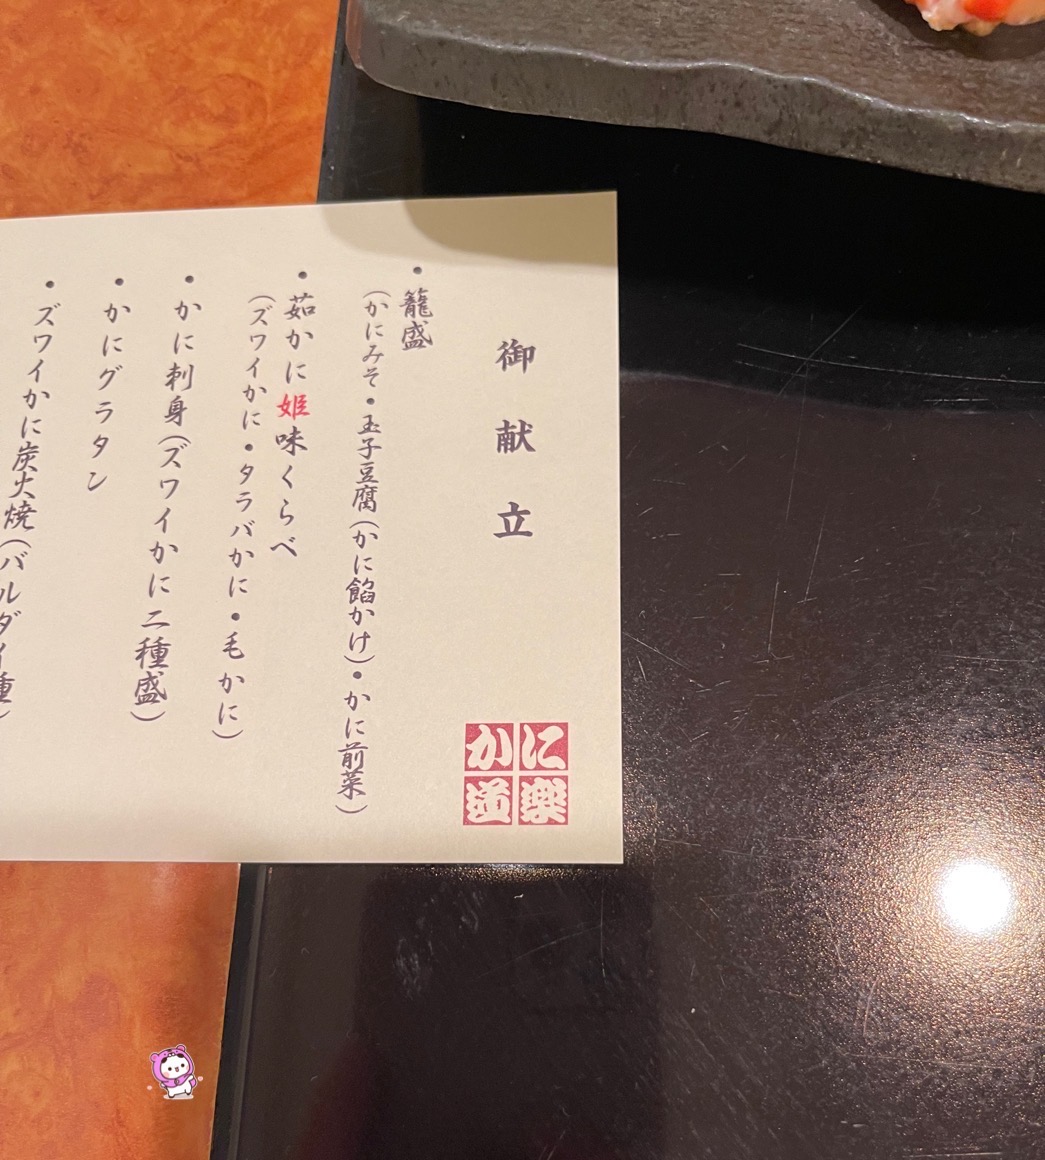 御献立
・籠盛
(かにみそ・玉子豆腐(かに餡かけ)・かに前菜)
・茹かに姫味くらべ
(ズワイかに・タラバかに・毛かに)
・かに刺身(ズワイかに二種盛)
・かにグラタン
・ズワイかに炭火焼(バルダイ種)
かに道楽